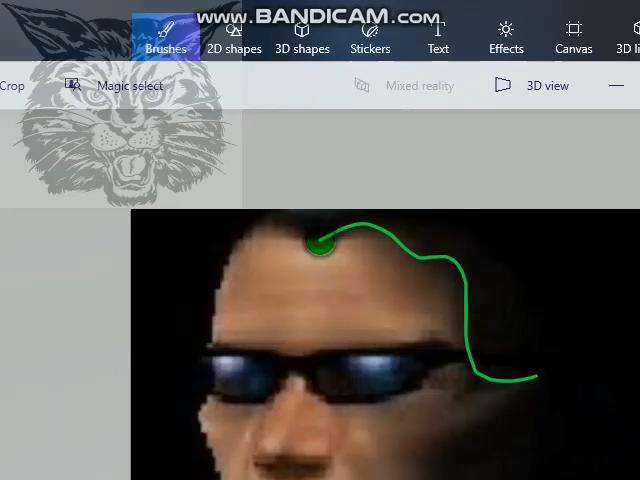 www.BANDICAM.com
Brushes 2D shapes 3D shapes Stickers Text Effects Canvas 3D li
Crop Magic select Mixed reality 3D view